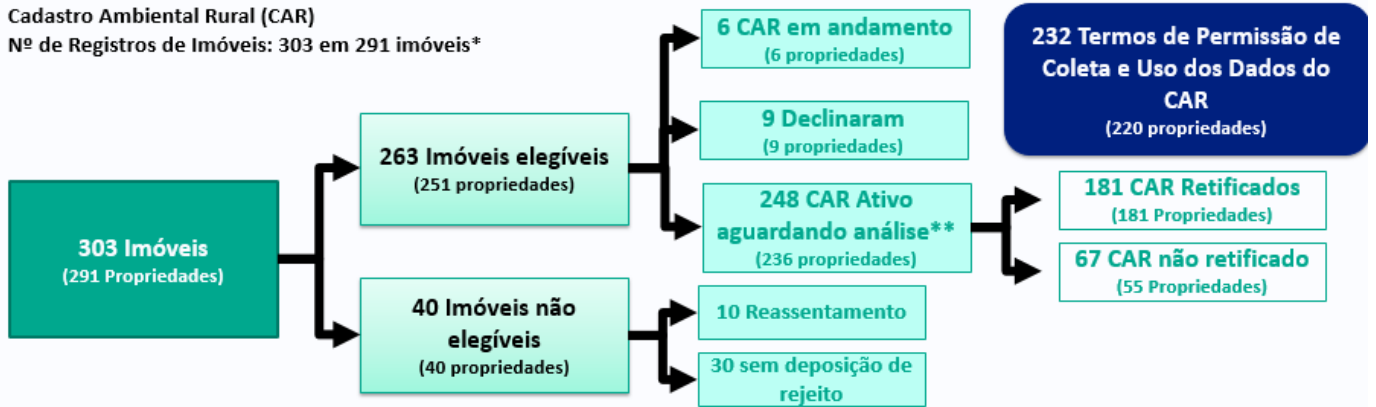 Cadastro Ambiental Rural (CAR)
Nº de Registros de Imóveis: 303 em 291 imóveis*
303 Imóveis
(291 Propriedades)
263 Imóveis elegíveis
(251 propriedades)
40 Imóveis não
elegíveis
(40 propriedades)
6 CAR em andamento
(6 propriedades)
9 Declinaram
(9 propriedades)
248 CAR Ativo
aguardando análise**
(236 propriedades)
10 Reassentamento
30 sem deposição de
rejeito
232 Termos de Permissão de
Coleta e Uso dos Dados do
CAR
(220 propriedades)
181 CAR Retificados
(181 Propriedades)
67 CAR não retificado
(55 Propriedades)